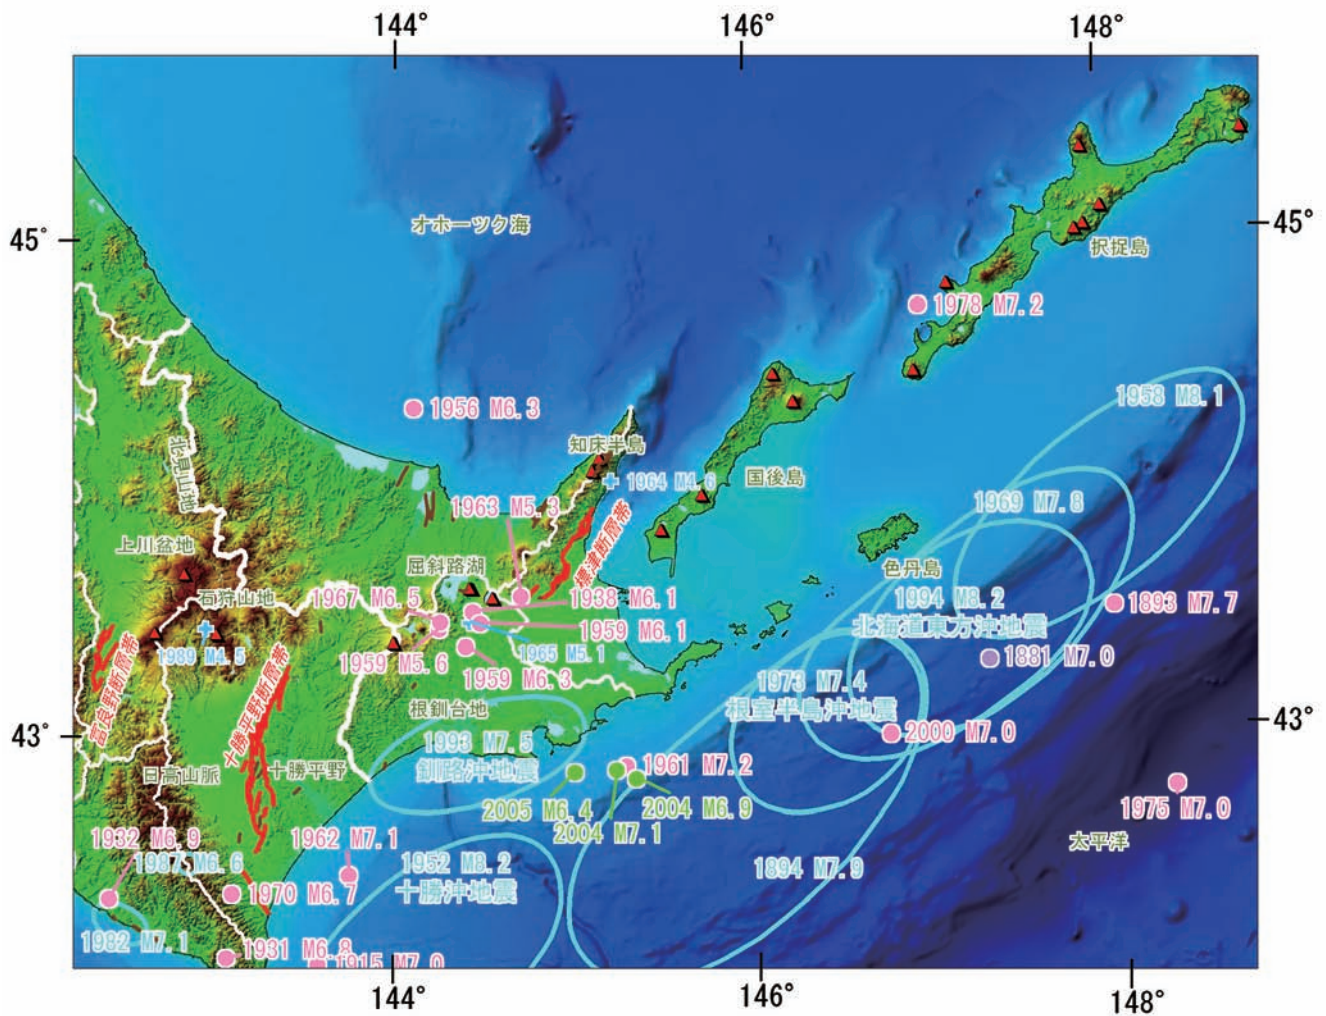 144°
146°
148°
45°
45°
オホーツク海
択捉島
1978 M7.2
1958 M8.1
1956 M6.3
知床半島
1964 M4.6
国後島
北見山地
1963 M5.3
1969 M7.8
標津断層帯
上川盆地
屈斜路湖
色丹島
石狩山地
1967 M6.5
1938 M6.1
1994 M8.2
北海道東方沖地震
1893 M7.7
1959 M6.1
1989 M4.5
1959 M5.6
1965 M5.1
1881 M7.0
1959 M6.3
1973 M7.4
根室半島沖地震
富良野断層帯
十勝平野断層帯
根釧台地
43°
43°
2000 M7.0
1993 M7.5
釧路沖地震
1961 M7.2
日高山脈
十勝平野
2005 M6.4
2004 M6.9
1975 M7.0
2004 M7.1
太平洋
1932 M6.9
1962 M7.1
1987 M6.6
1952 M8.2
十勝沖地震
1894 M7.9
1970 M6.7
1982 M7.1
1931 M6.8
1915 M7.0
144°
146°
148°